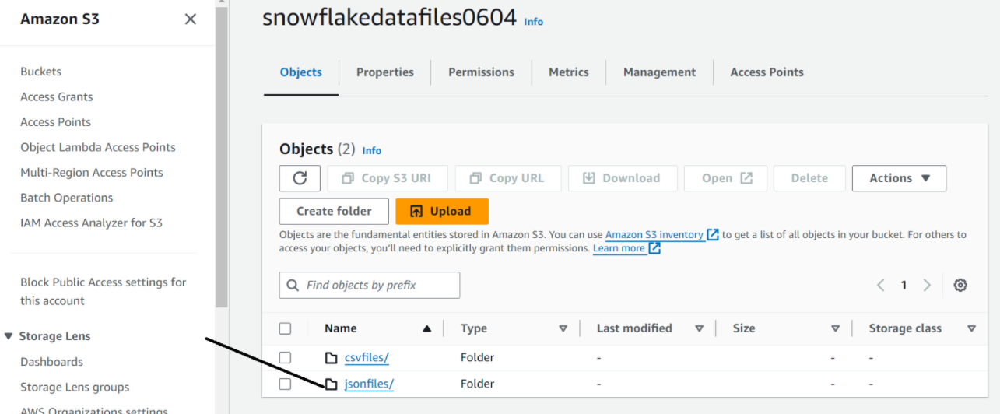 Amazon S3
Buckets
Access Grants
Access Points
Object Lambda Access Points
Multi-Region Access Points
Batch Operations
IAM Access Analyzer for S3
Block Public Access settings for
this account
Storage Lens
Dashboards
Storage Lens groups
AWS Organizations settings
snowflakedatafiles0604 Info
Objects Properties Permissions Metrics Management Access Points
Objects (2) Info
Copy S3 URI Copy URL Download Open Delete Actions
Create folder Upload
Objects are the fundamental entities stored in Amazon S3. You can use Amazon S3 inventory to get a list of all objects in your bucket. For others to
access your objects, you'll need to explicitly grant them permissions. Learn more
Find objects by prefix 1
Name Type Last modified Size Storage class
csvfiles/ Folder - - -
jsonfiles/ Folder - - -